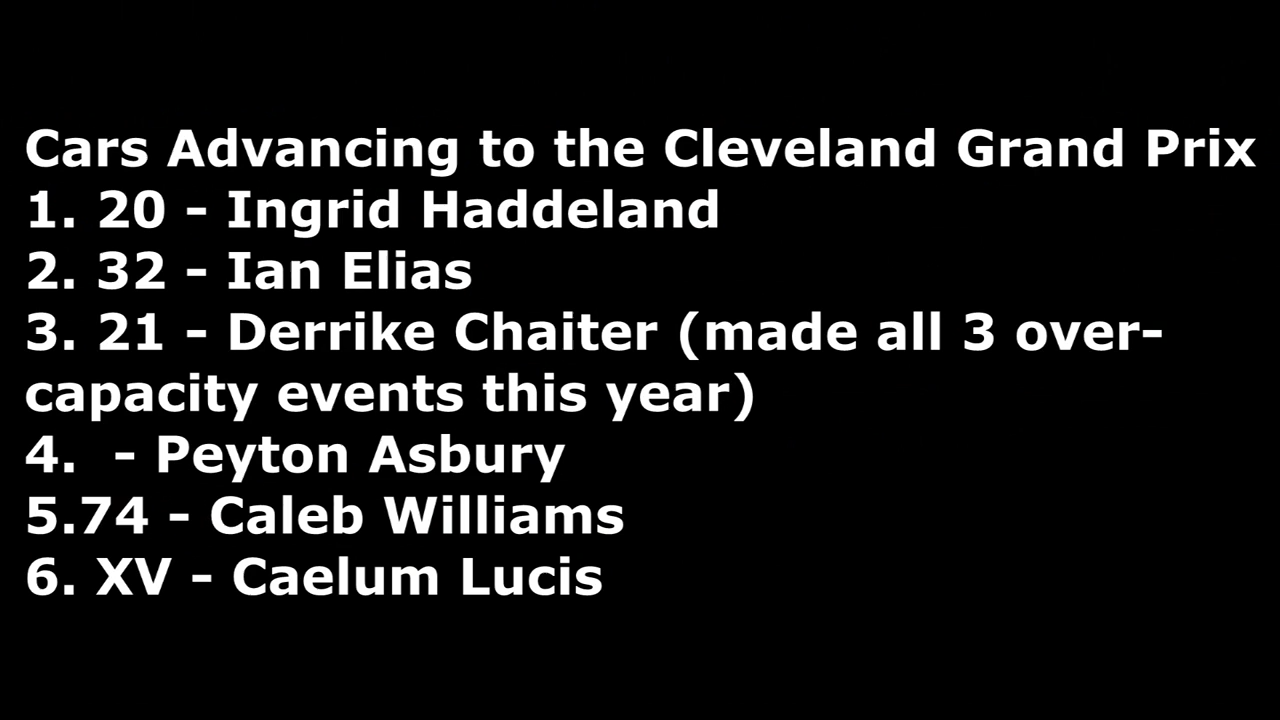 Cars Advancing to the Cleveland Grand Prix
1. 20 - Ingrid Haddeland
2. 32 - Ian Elias
3. 21 - Derrike Chaiter (made all 3 over-
capacity events this year)
4.  - Peyton Asbury
5.74 - Caleb Williams
6. XV - Caelum Lucis